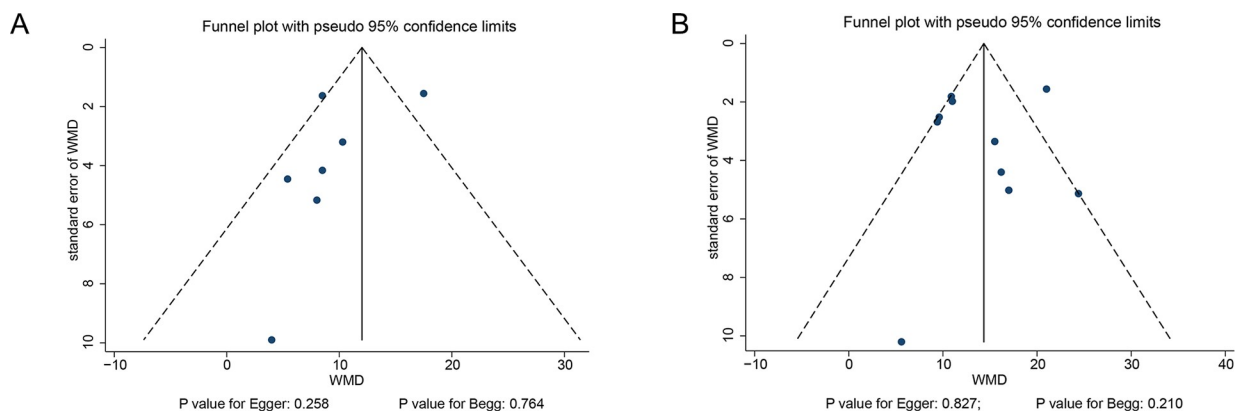 A
Funnel plot with pseudo 95% confidence limits
0
2
4
6
8
10
standard error of WMD
−10
0
10
20
30
WMD
P value for Egger: 0.258
P value for Begg: 0.764
B
Funnel plot with pseudo 95% confidence limits
0
2
4
6
8
10
standard error of WMD
−10
0
10
20
30
40
WMD
P value for Egger: 0.827;
P value for Begg: 0.210